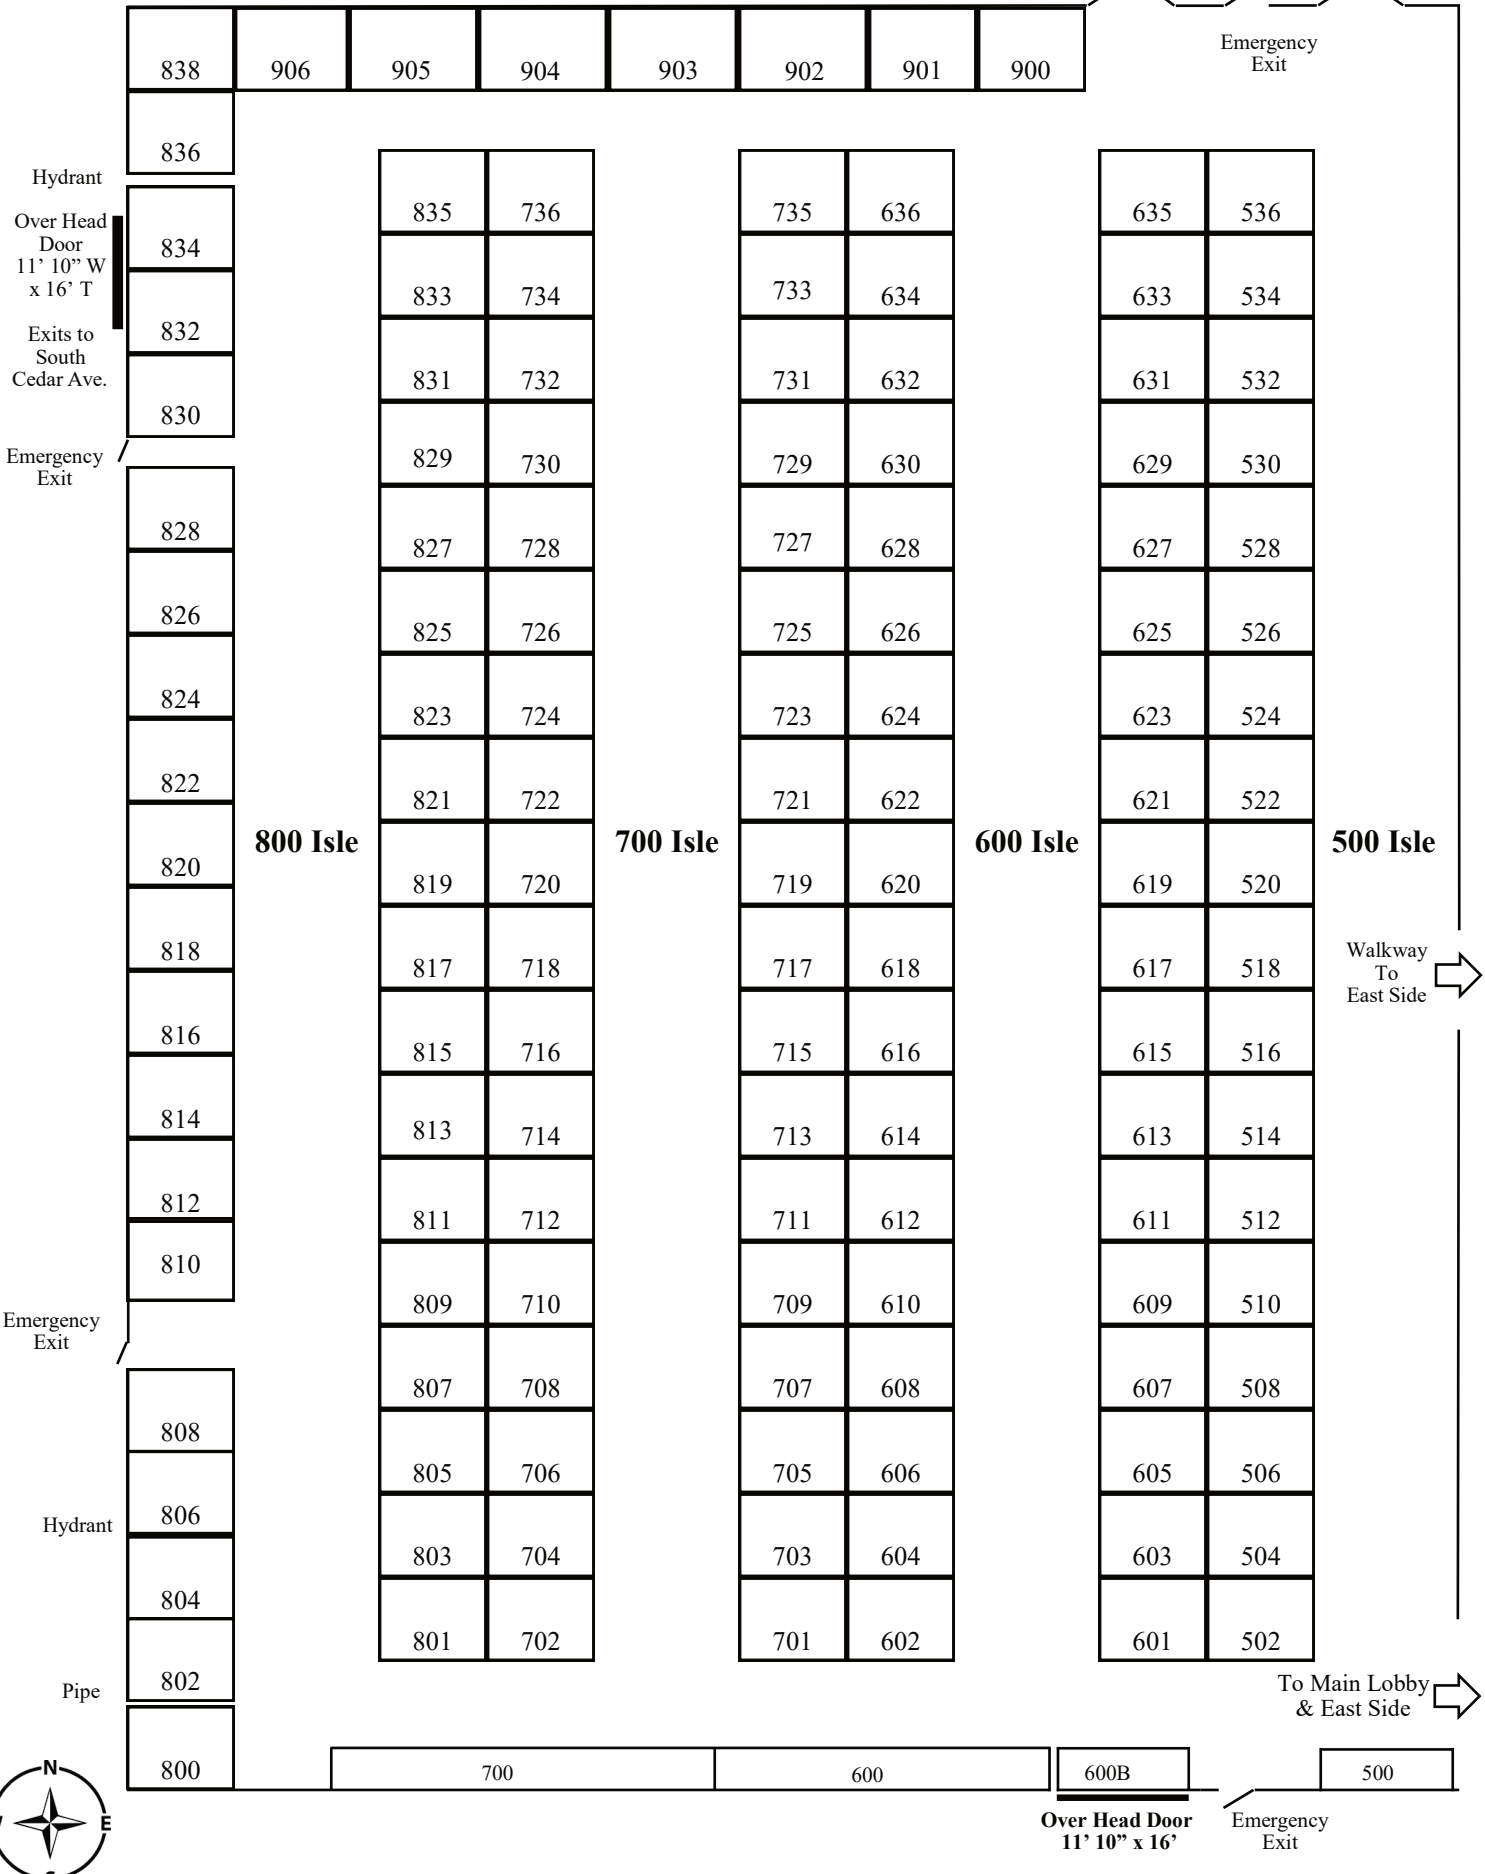 838 906 905 904 903 902 901 900
Emergency
Exit
836
Hydrant
Over Head
Door
11’ 10” W
x 16’ T
Exits to
South
Cedar Ave.
834
832
830
Emergency
Exit
828
826
824
822
820
818
816
814
812
810
Emergency
Exit
808
806
Hydrant
804
802
Pipe
800
800 Isle
700 Isle
600 Isle
500 Isle
835 736 735 636 635 536
833 734 733 634 633 534
831 732 731 632 631 532
829 730 729 630 629 530
827 728 727 628 627 528
825 726 725 626 625 526
823 724 723 624 623 524
821 722 721 622 621 522
819 720 719 620 619 520
817 718 717 618 617 518
815 716 715 616 615 516
813 714 713 614 613 514
811 712 711 612 611 512
809 710 709 610 609 510
807 708 707 608 607 508
805 706 705 606 605 506
803 704 703 604 603 504
801 702 701 602 601 502
Walkway
To
East Side
To Main Lobby
& East Side
700 600 600B 500
Over Head Door
11’ 10” x 16’
Emergency
Exit
N
E